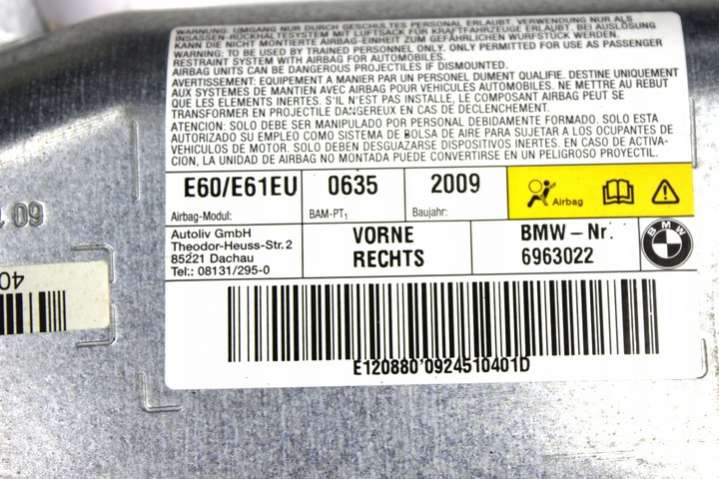 WARNUNG: UMGANG NUR DURCH GESCHULTES PERSONAL ERLAUBT. VERWENDUNG NUR ALS
INSASSEN-RÜCKHALTESYSTEM MIT LUFTSACK FÜR KRAFTFAHRZEUGE ERLAUBT. BEI AUSLÖSUNG
KANN DIE NICHT MONTIERTE AIRBAG-EINHEIT ZUM GEFÄHRLICHEN WURFSTÜCK WERDEN.
WARNING: TO BE USED BY TRAINED PERSONNEL ONLY. ONLY PERMITTED FOR USE AS PASSENGER
RESTRAINT SYSTEM WITH AIRBAG FOR AUTOMOBILES.
AIRBAG UNITS CAN BE DANGEROUS PROJECTILES IF DISMOUNTED.
AVERTISSEMENT: EQUIPEMENT A MANIER PAR UN PERSONEL DUMENT QUALIFIE. DESTINE UNIQUEMENT
AUX SYSTEMES DE MANTIEN AVEC AIRBAG POUR VEHICULES AUTOMOBILES. NE METTRE AU REBUT
QUE LES ELEMENTS INERTES. S'IL N'EST PAS INSTALLE, LE COMPOSANT AIRBAG PEUT SE
TRANSFORMER EN PROJECTILE DANGEREUX EN CAS DE DECLENCHEMENT.
ATENCION: SOLO DEBE SER MANIPULADO POR PERSONAL DEBIDAMENTE FORMADO. SOLO ESTA
AUTORIZADO SU EMPLEO COMO SISTEMA DE BOLSA DE AIRE PARA SUJETAR A LOS OCUPANTES DE
VEHICULOS DE MOTOR. SOLO DEBEN DESGUAZARSE DISPOSITIVOS INERTES. EN CASO DE ACTIVA-
CION, LA UNIDAD DE AIRBAG NO MONTADA PUEDE CONVERTIRSE EN UN PELIGROSO PROYECTIL.
E60/E61EU 0635 2009 Airbag
Airbag-Modul: BAM-PT1 Baujahr:
Autoliv GmbH
Theodor-Heuss-Str. 2
85221 Dachau
Tel.: 08131/295-0
VORNE
RECHTS
BMW - Nr.
6963022
BMW
E120880 0924510401D
40
60